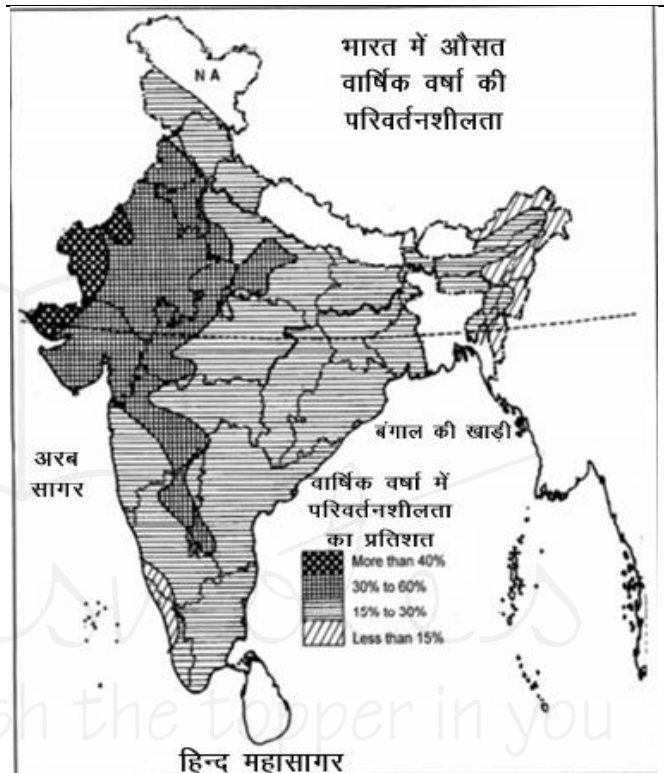 भारत में औसत
वार्षिक वर्षा की
परिवर्तनशीलता
N A
बंगाल की खाड़ी
अरब
सागर
वार्षिक वर्षा में
परिवर्तनशीलता
का प्रतिशत
More than 40%
30% to 60%
15% to 30%
Less than 15%
sh the topper in you
हिन्द महासागर